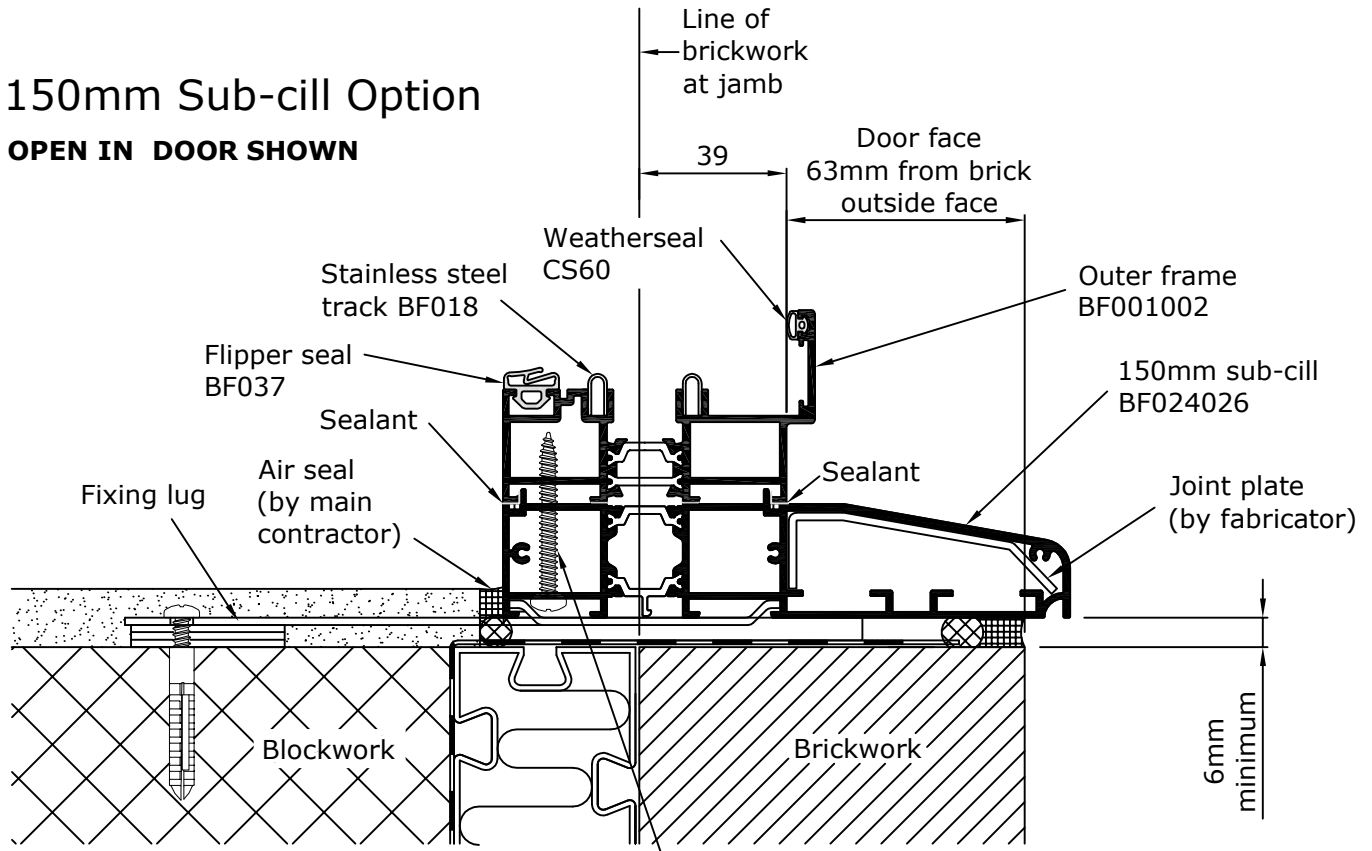 150mm Sub-cill Option
OPEN IN DOOR SHOWN
Line of
brickwork
at jamb
39
Door face
63mm from brick
outside face
Weatherseal
CS60
Stainless steel
track BF018
Outer frame
BF001002
Flipper seal
BF037
150mm sub-cill
BF024026
Sealant
Air seal
(by main
contractor)
Sealant
Fixing lug
Joint plate
(by fabricator)
Blockwork
Brickwork
6mm
minimum